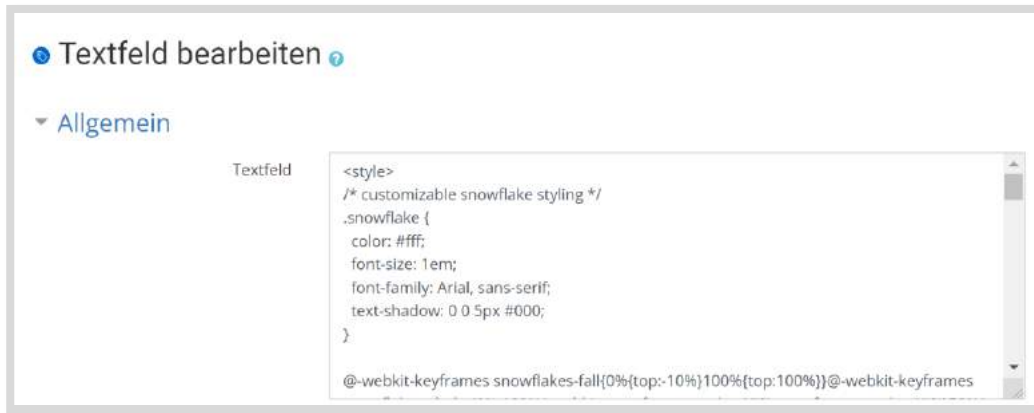 Textfeld bearbeiten
Allgemein
Textfeld
<style>
/* customizable snowflake styling */
.snowflake {
color: #fff;
font-size: 1em;
font-family: Arial, sans-serif;
text-shadow: 0 0 5px #000;
}
@-webkit-keyframes snowflakes-fall{0%{top:-10%}100%{top:100%}}@-webkit-keyframes